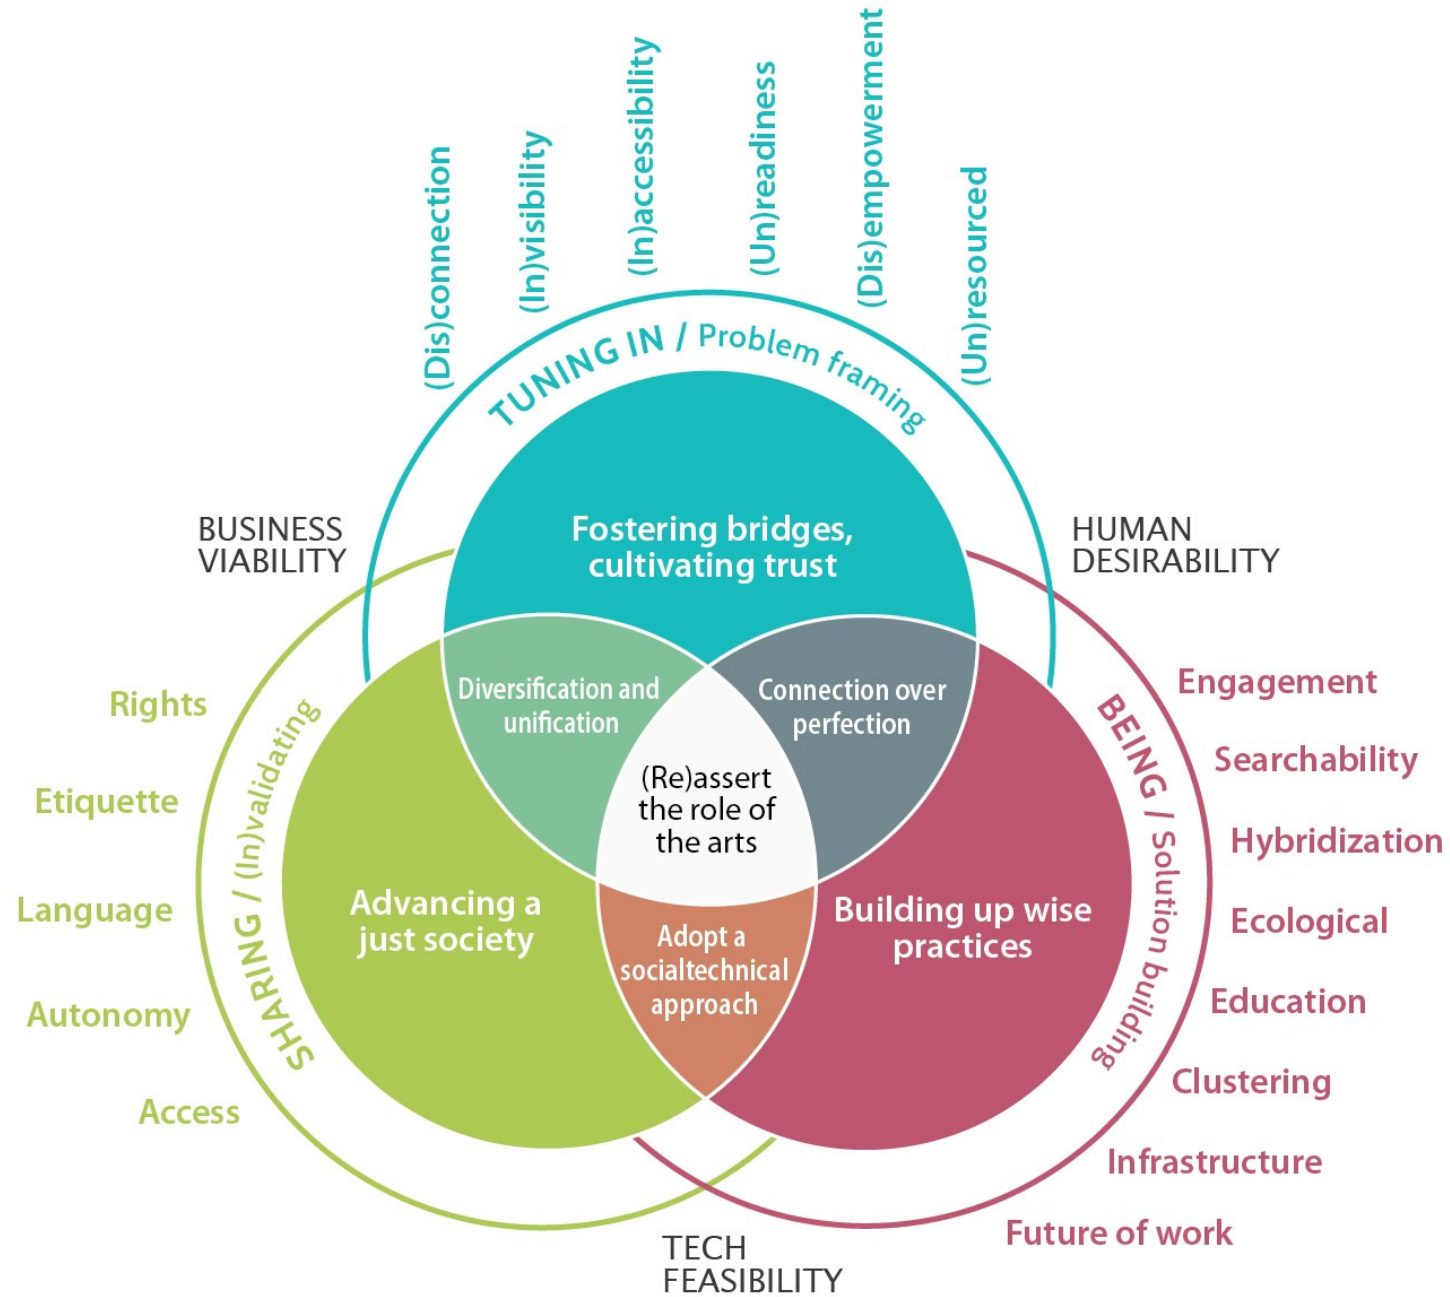 (Dis)connection
(In)visibility
(In)accessibility
(Un)readiness
(Dis)empowerment
(Un)resourced
TUNING IN / Problem framing
Fostering bridges,
cultivating trust
BUSINESS
VIABILITY
HUMAN
DESIRABILITY
Diversification and
unification
Connection over
perfection
(Re)assert
the role of
the arts
Advancing a
just society
Building up wise
practices
Adopt a
socialtechnical
approach
SHARING / (In)validating
Rights
Etiquette
Language
Autonomy
Access
BEING / Solution building
Engagement
Searchability
Hybridization
Ecological
Education
Clustering
Infrastructure
Future of work
TECH
FEASIBILITY